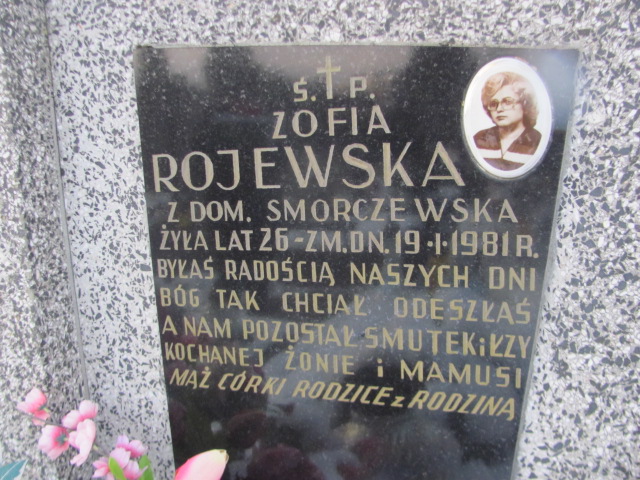 Ś. P.
ZOFIA
ROJEWSKA
Z DOM. SMORCZEWSKA
ŻYŁA LAT 26 - ZM. DN. 19·I·1981 R.
BYŁAŚ RADOŚCIĄ NASZYCH DNI
BÓG TAK CHCIAŁ ODESZŁAŚ
A NAM POZOSTAŁ SMUTEK i ŁZY
KOCHANEJ ŻONIE i MAMUSI
MĄŻ CÓRKI RODZICE z RODZINĄ